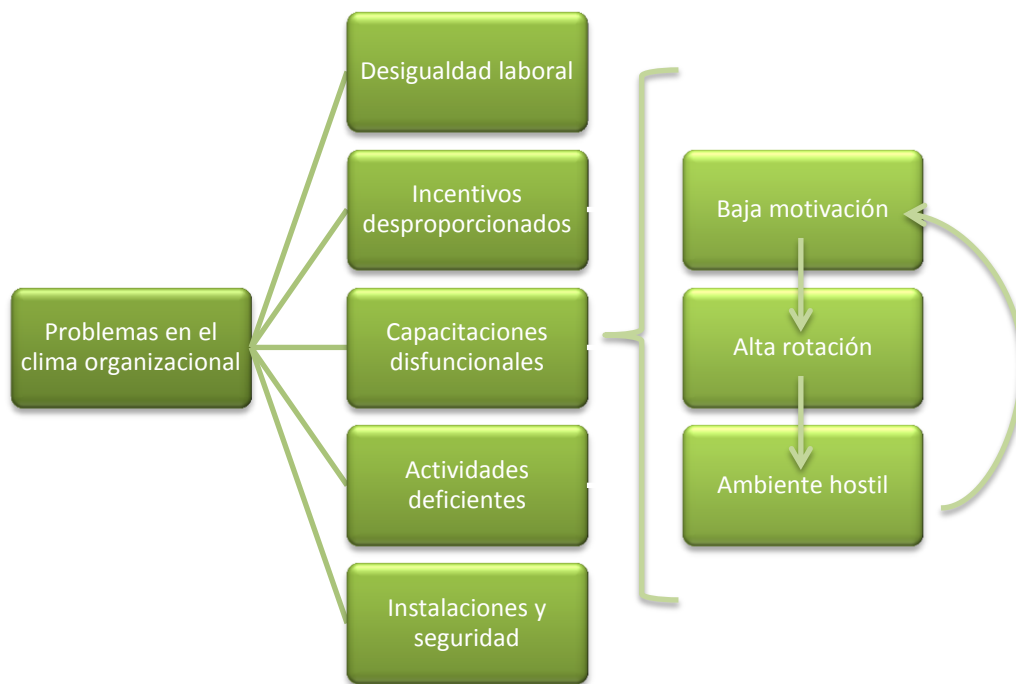 Problemas en el
clima organizacional
Desigualdad laboral
Incentivos
desproporcionados
Capacitaciones
disfuncionales
Actividades
deficientes
Instalaciones y
seguridad
Baja motivación
Alta rotación
Ambiente hostil